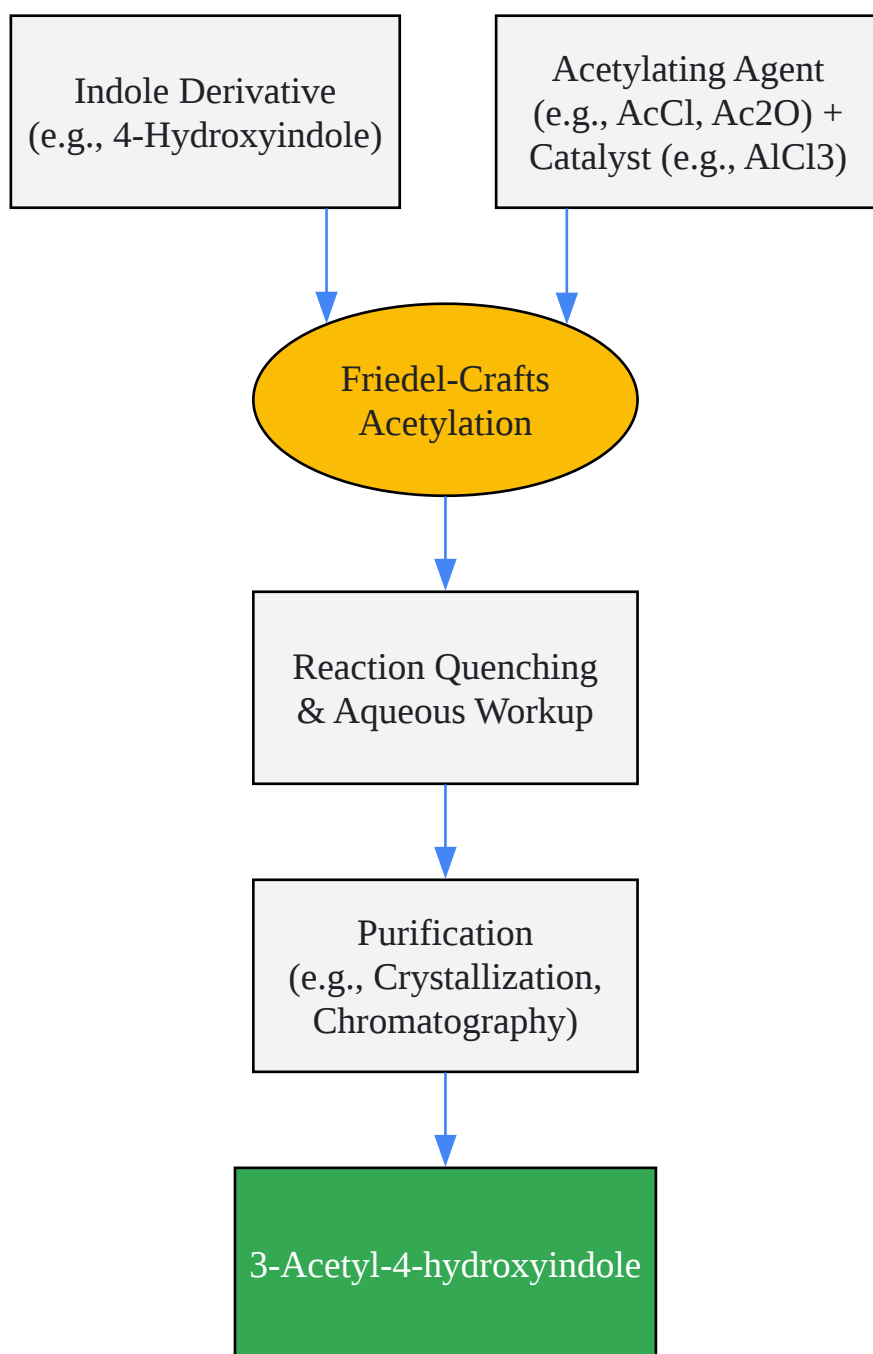 Indole Derivative
(e.g., 4-Hydroxyindole)
Acetylating Agent
(e.g., AcCl, Ac2O) +
Catalyst (e.g., AlCl3)
Friedel-Crafts
Acetylation
Reaction Quenching
& Aqueous Workup
Purification
(e.g., Crystallization,
Chromatography)
3-Acetyl-4-hydroxyindole